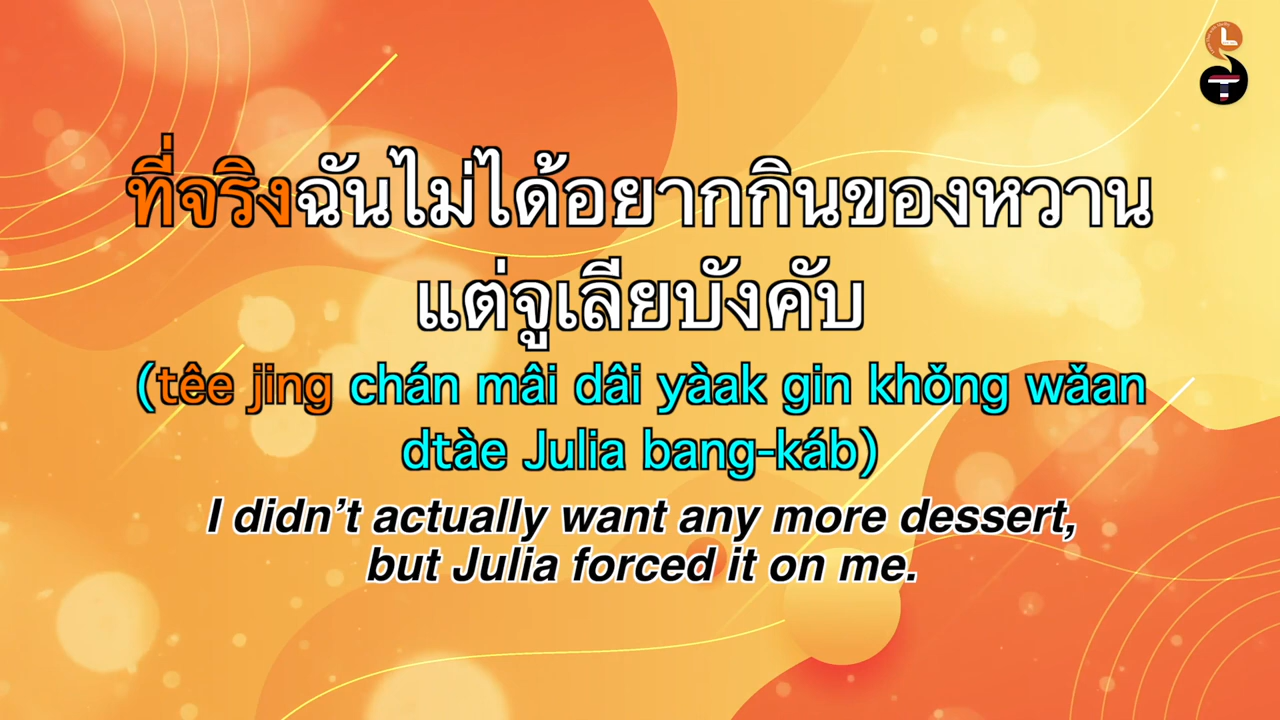 ที่จริงฉันไม่ได้อยากกินของหวาน
แต่จูเลียบังคับ
(têe jing chán mâi dâi yàak gin khǒng wǎan
dtàe Julia bang-káb)
I didn’t actually want any more dessert,
but Julia forced it on me.